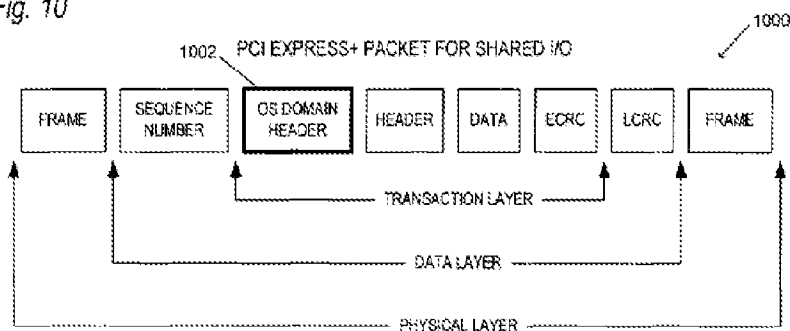 Fig. 10
1000
1002 PCI EXPRESS+ PACKET FOR SHARED I/O
FRAME
SEQUENCE
NUMBER
OS DOMAIN
HEADER
HEADER
DATA
ECRC
LCRC
FRAME
TRANSACTION LAYER
DATA LAYER
PHYSICAL LAYER